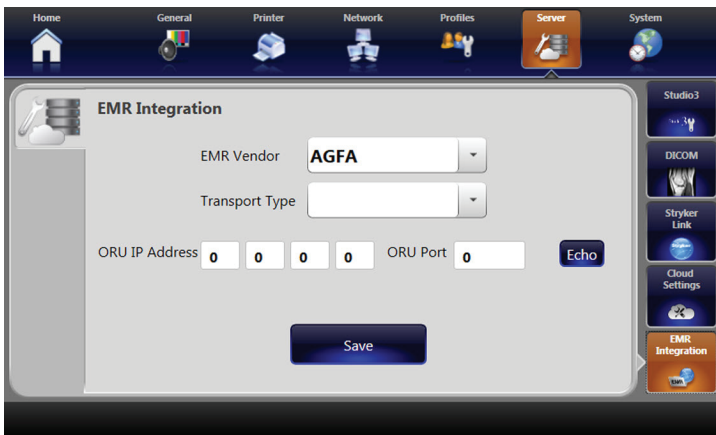 Home General Printer Network Profiles Server System
EMR Integration
EMR Vendor AGFA
Transport Type
ORU IP Address 0 0 0 0 ORU Port 0 Echo
Save
Studio3
DICOM
Stryker
Link
Cloud
Settings
EMR
Integration
EMR